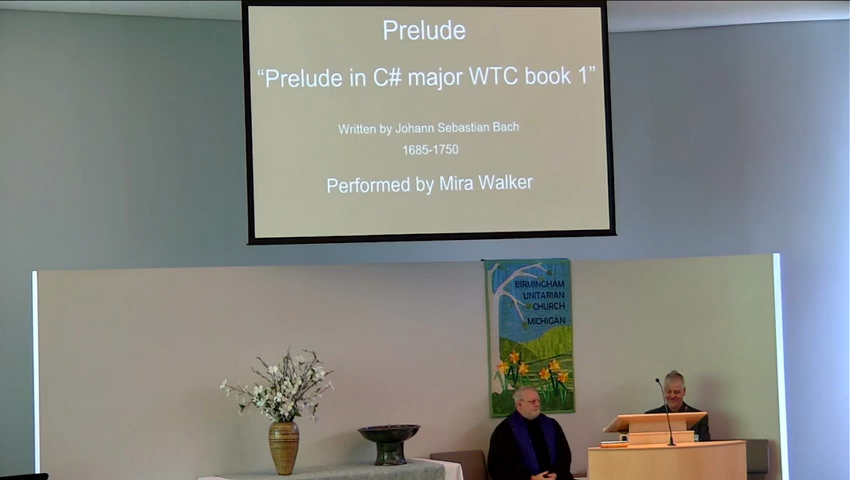 Prelude
“Prelude in C# major WTC book 1”
Written by Johann Sebastian Bach
1685-1750
Performed by Mira Walker
BIRMINGHAM
UNITARIAN
CHURCH
MICHIGAN